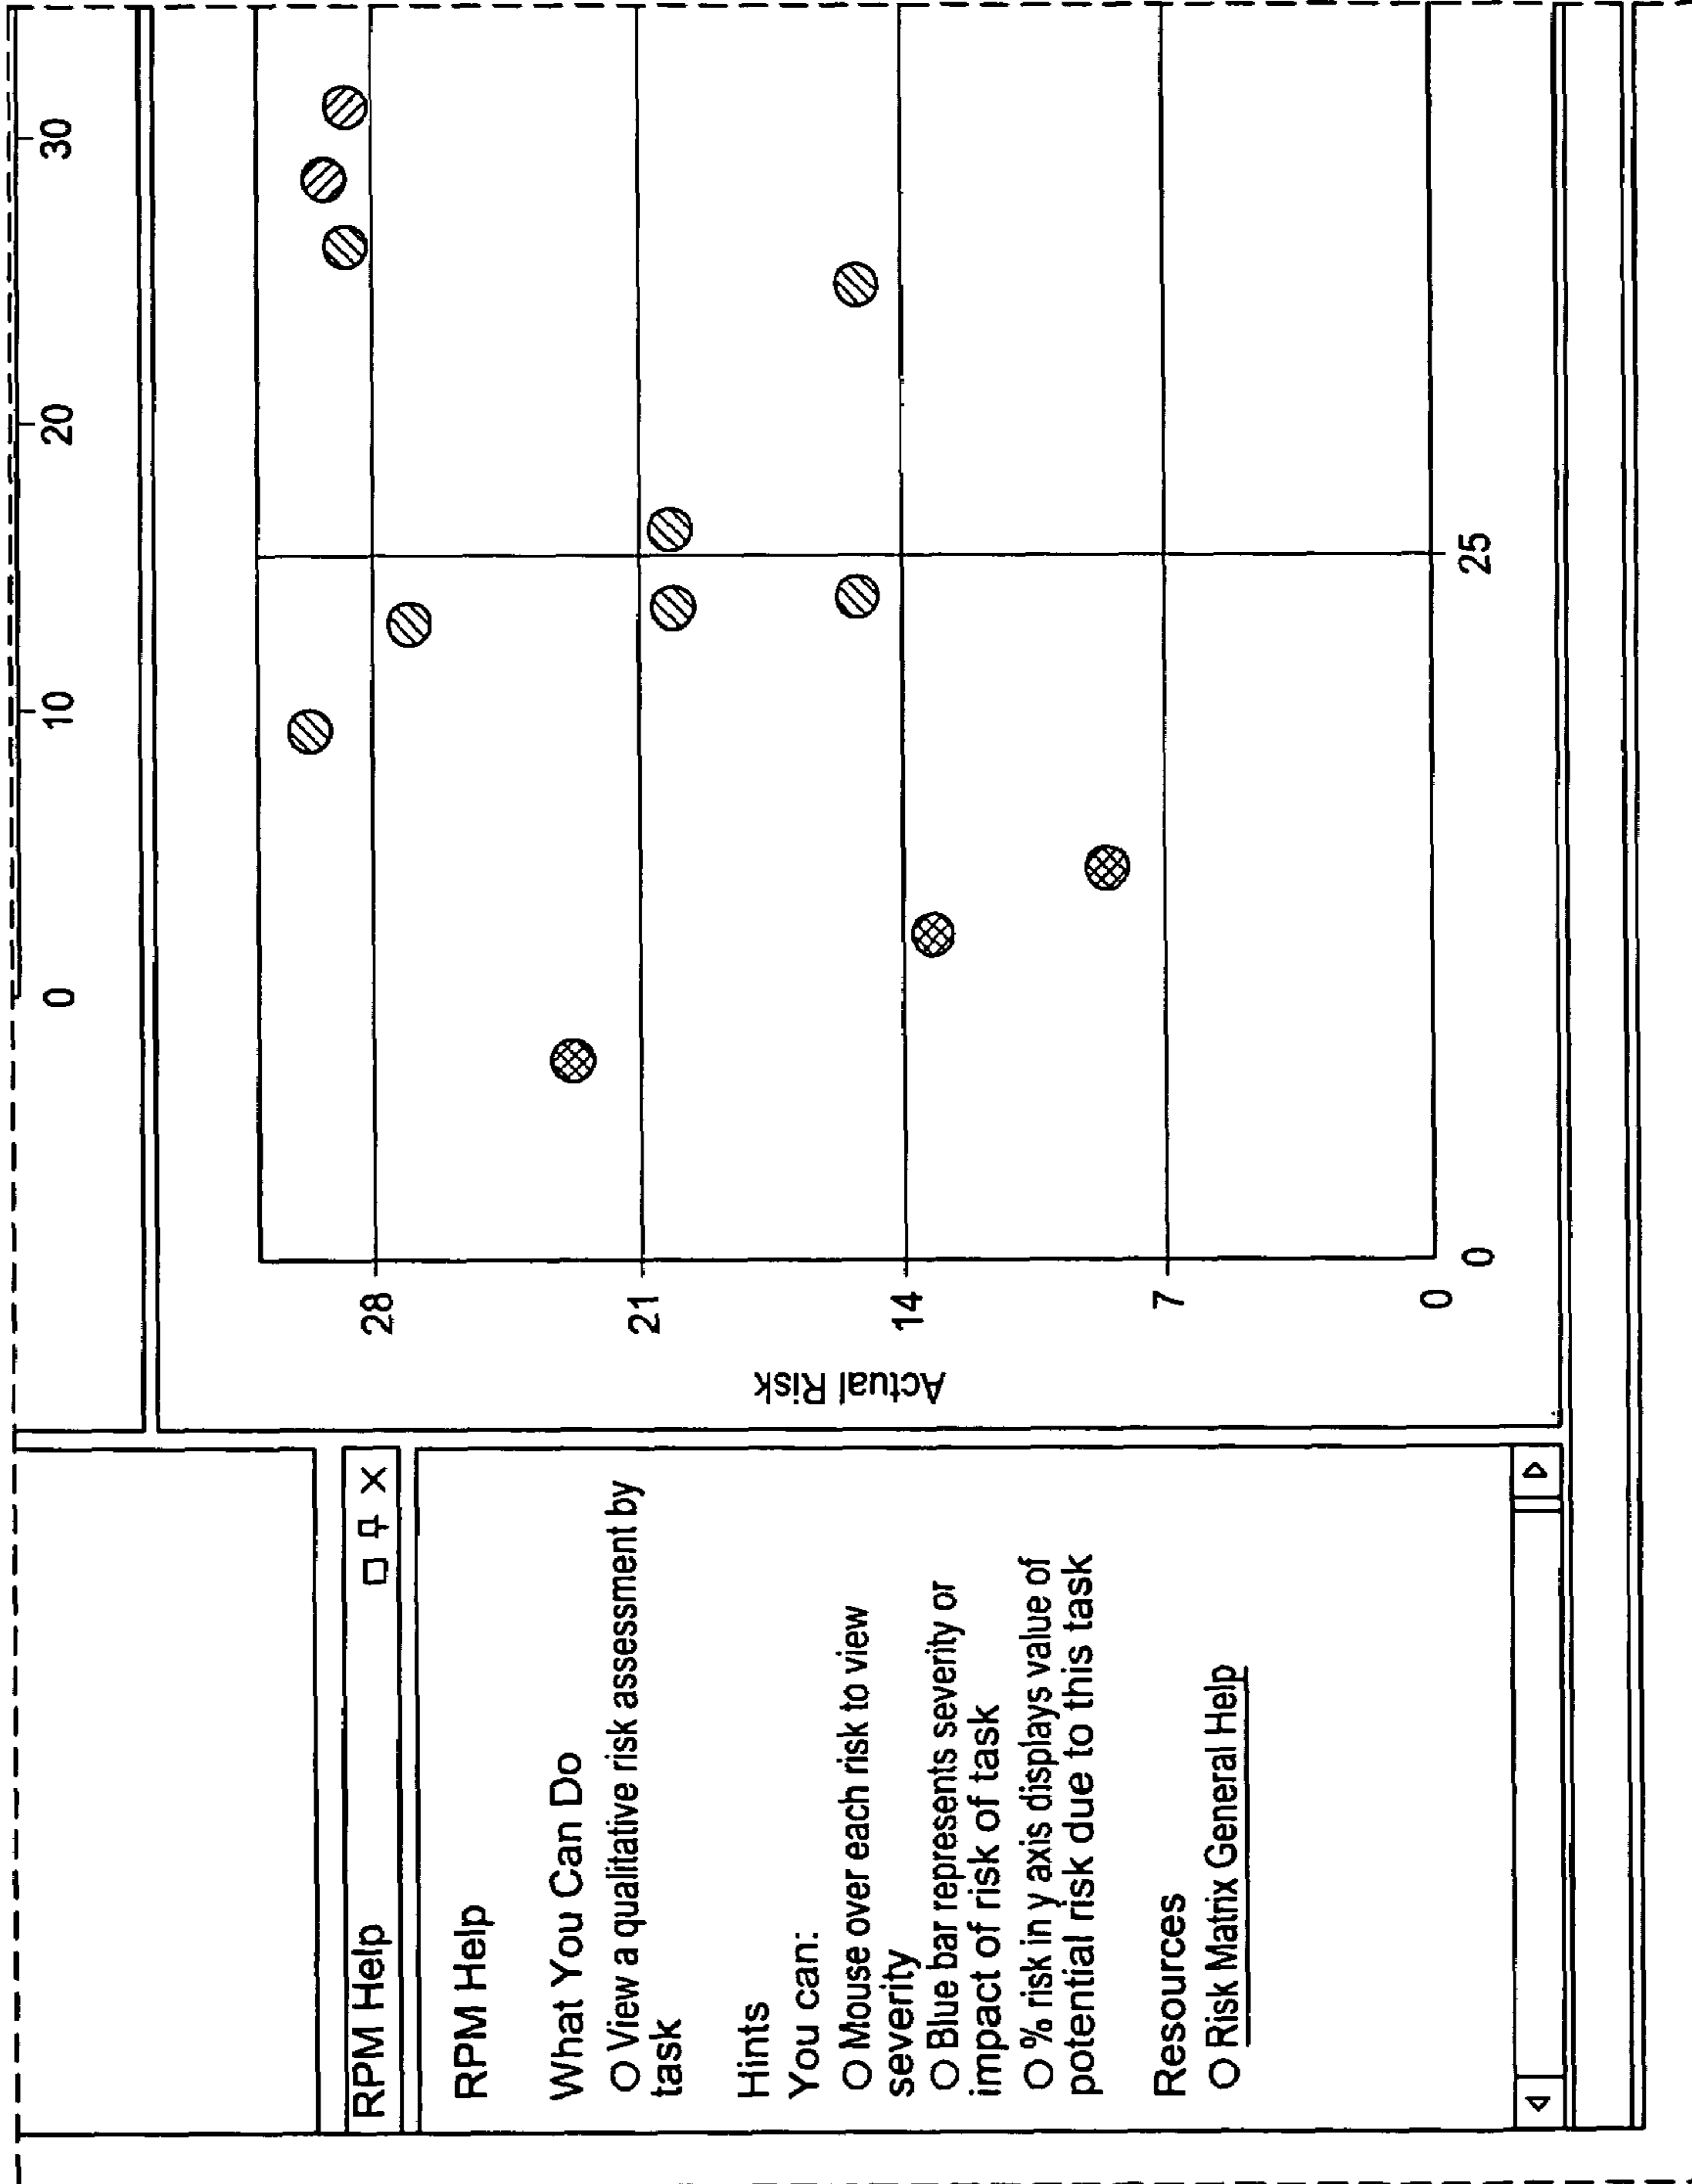 0
10
20
30
RPM Help
RPM Help
What You Can Do
View a qualitative risk assessment by
task
Hints
You can:
Mouse over each risk to view
severity
Blue bar represents severity or
impact of risk of task
% risk in y axis displays value of
potential risk due to this task
Resources
Risk Matrix General Help
Actual Risk
28
21
14
7
0
0
25